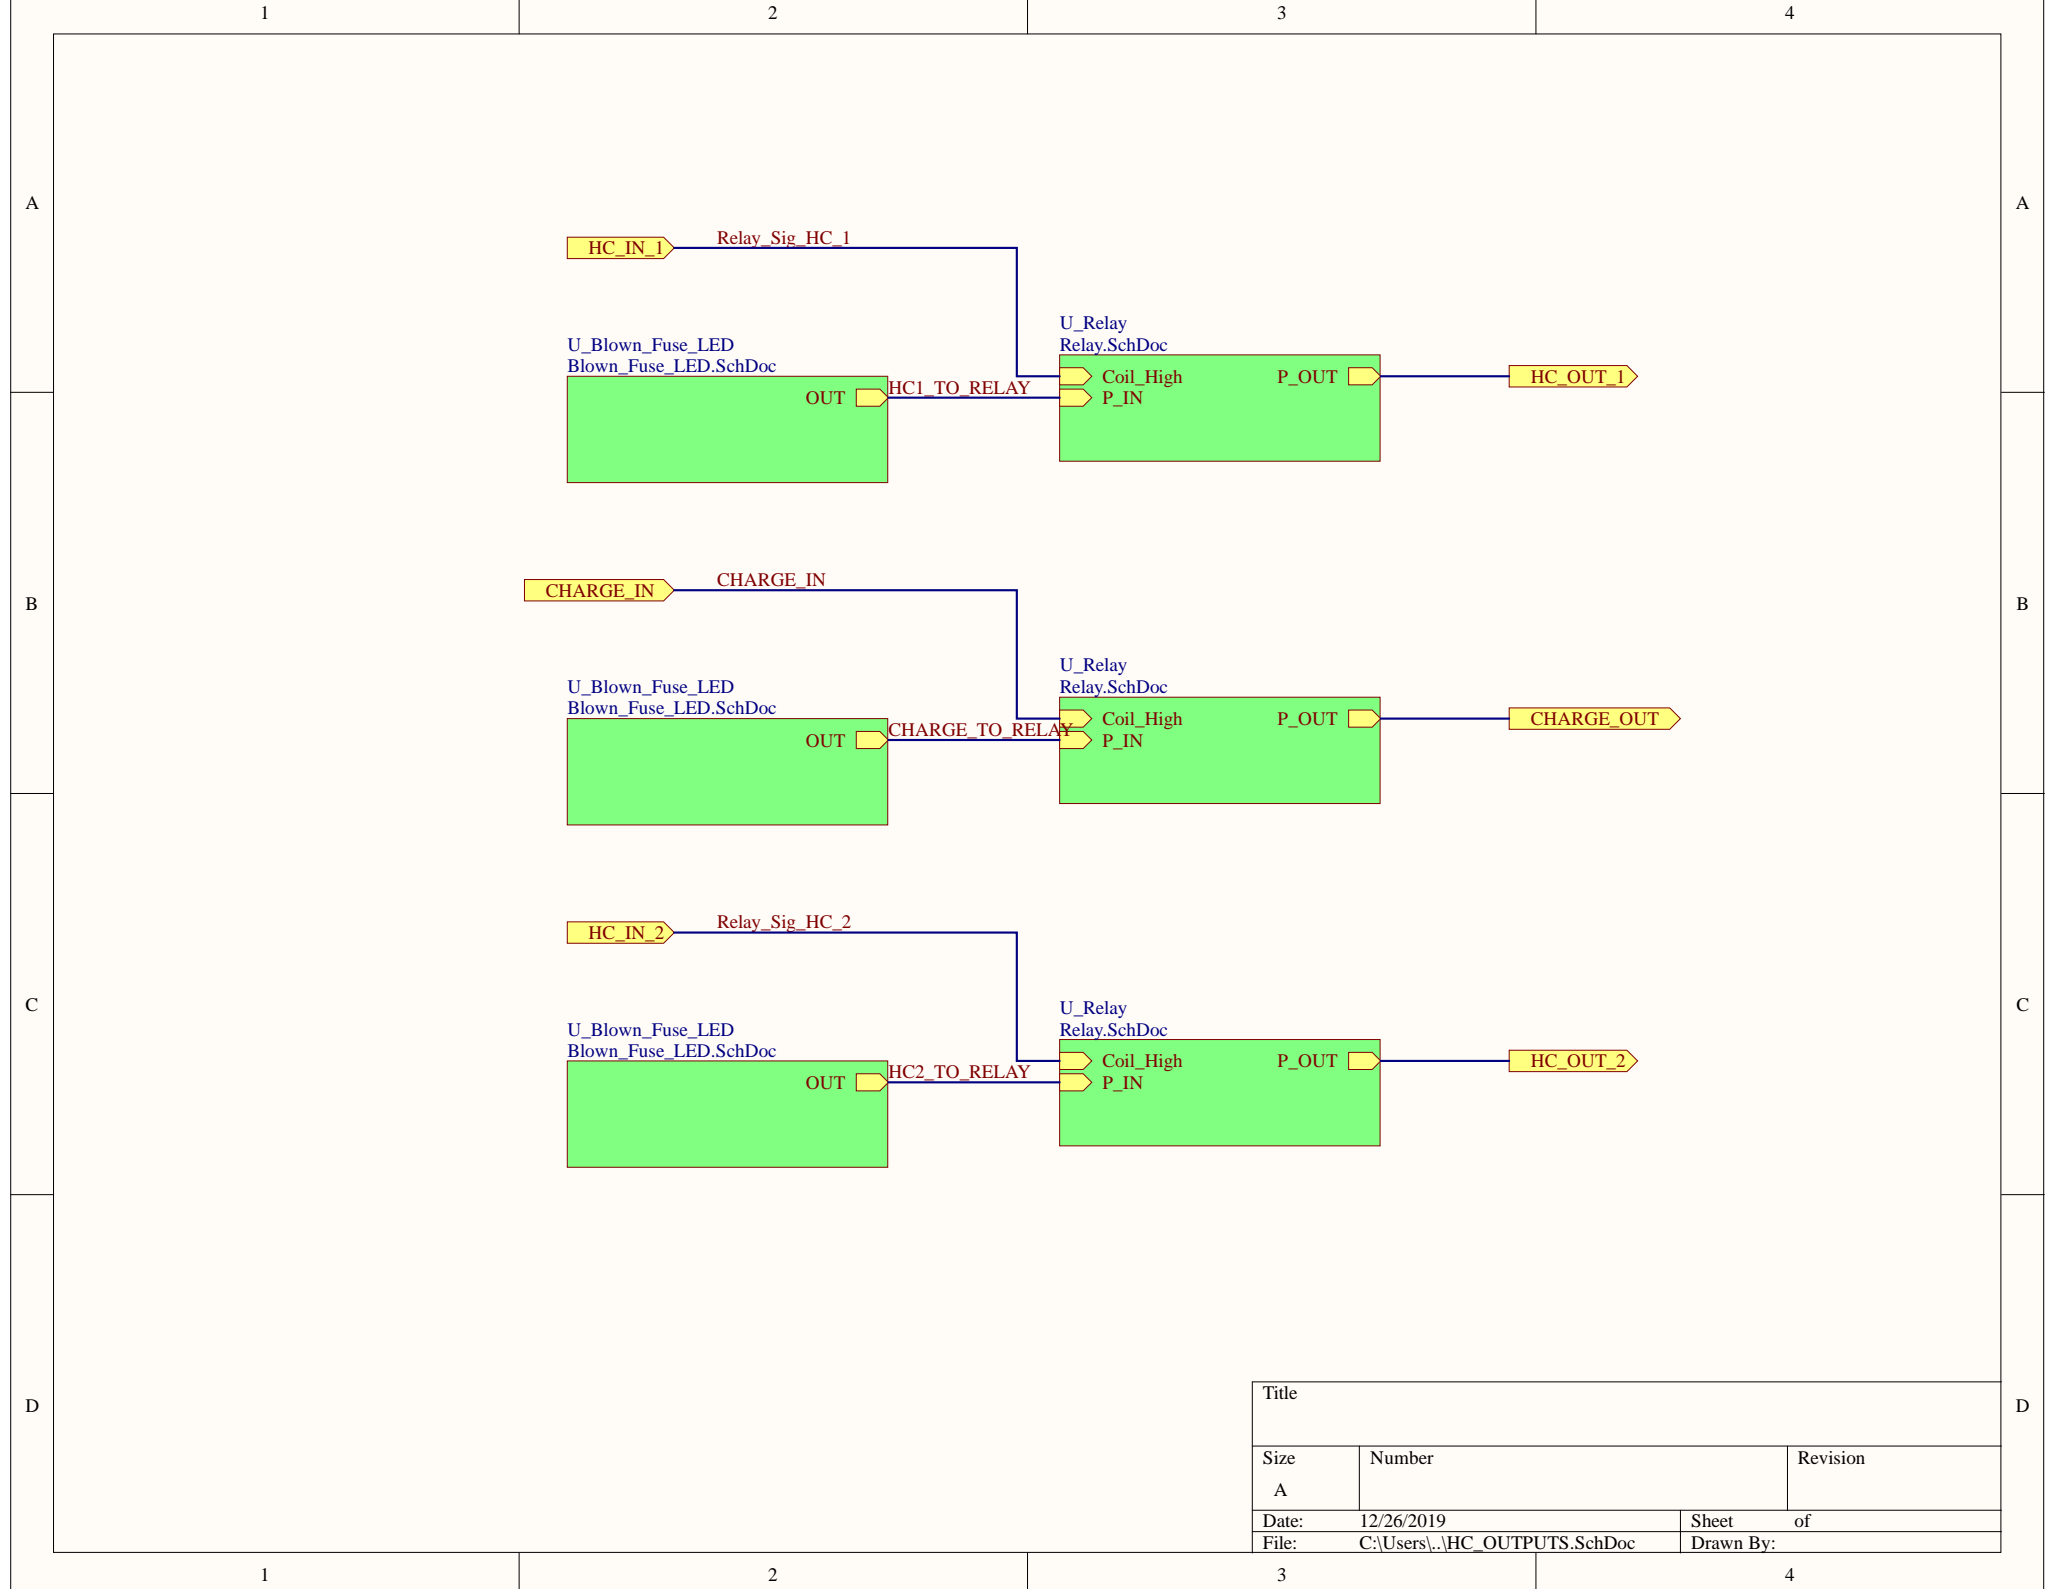 1 2 3 4
A A
HC_IN_1 Relay_Sig_HC_1
U_Relay
Relay.SchDoc
U_Blown_Fuse_LED
Blown_Fuse_LED.SchDoc
Coil_High P_OUT HC_OUT_1
OUT HC1_TO_RELAY P_IN
CHARGE_IN CHARGE_IN
B B
U_Relay
Relay.SchDoc
U_Blown_Fuse_LED
Blown_Fuse_LED.SchDoc
Coil_High P_OUT CHARGE_OUT
OUT CHARGE_TO_RELAY P_IN
HC_IN_2 Relay_Sig_HC_2
C C
U_Relay
Relay.SchDoc
U_Blown_Fuse_LED
Blown_Fuse_LED.SchDoc
Coil_High P_OUT HC_OUT_2
OUT HC2_TO_RELAY P_IN
D D
Title
Size Number Revision
A
Date: 12/26/2019 Sheet of
File: C:\Users\..\HC_OUTPUTS.SchDoc Drawn By:
1 2 3 4